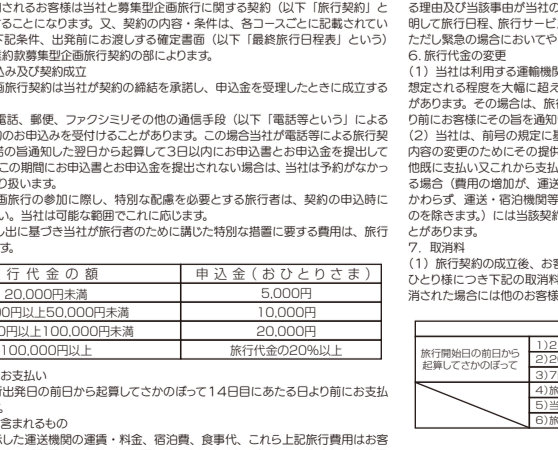 用されるお客様は当社と募集型企画旅行に関する契約（以下「旅行契約」と
することになります。又、契約の内容・条件は、各コースごとに記載されてい
下記条件、出発前にお渡しする確定書面（以下「最終旅行日程表」という）
業約款募集型企画旅行契約の部によります。
込み及び契約成立
画旅行契約は当社が契約の締結を承諾し、申込金を受理したときに成立する
電話、郵便、ファクシミリその他の通信手段（以下「電話等という」による
約のお申込みを受付けることがあります。この場合当社が電話等による旅行契
諾の旨通知した翌日から起算して3日以内にお申込書とお申込金を提出して
この期間にお申込書とお申込金を提出されない場合は、当社は予約がなかっ
り扱います。
画旅行の参加に際し、特別な配慮を必要とする旅行者は、契約の申込時に
い。当社は可能な範囲でこれに応じます。
し出に基づき当社が旅行者のために講じた特別な措置に要する費用は、旅行
す。
行代金の額 申込金（おひとりさま）
20,000円未満 5,000円
00円以上50,000円未満 10,000円
0円以上100,000円未満 20,000円
100,000円以上 旅行代金の20%以上
お支払い
行出発日の前日から起算してさかのぼって14日目にあたる日より前にお支払
。
含まれるもの
示した運送機関の運賃・料金、宿泊費、食事代、これら上記旅行費用はお客
る理由及び当該事由が当社の
明して旅行日程、旅行サービ
ただし緊急の場合においてや
6. 旅行代金の変更
（1）当社は利用する運輸機関
想定される程度を大幅に超え
があります。その場合は、旅
り前にお客様にその旨を通知
（2）当社は、前号の規定に基
内容の変更のためにその提供
他既に支払い又これから支払
る場合（費用の増加が、運送
かわらず、運送・宿泊機関等
のを除きます。）には当該契約
とがあります。
7. 取消料
（1）旅行契約の成立後、お客
ひとり様につき下記の取消料
消された場合には他のお客様
旅行開始日の前日から
起算してさかのぼって
1)2
2)20
3)7
4)旅
5)当
6)旅